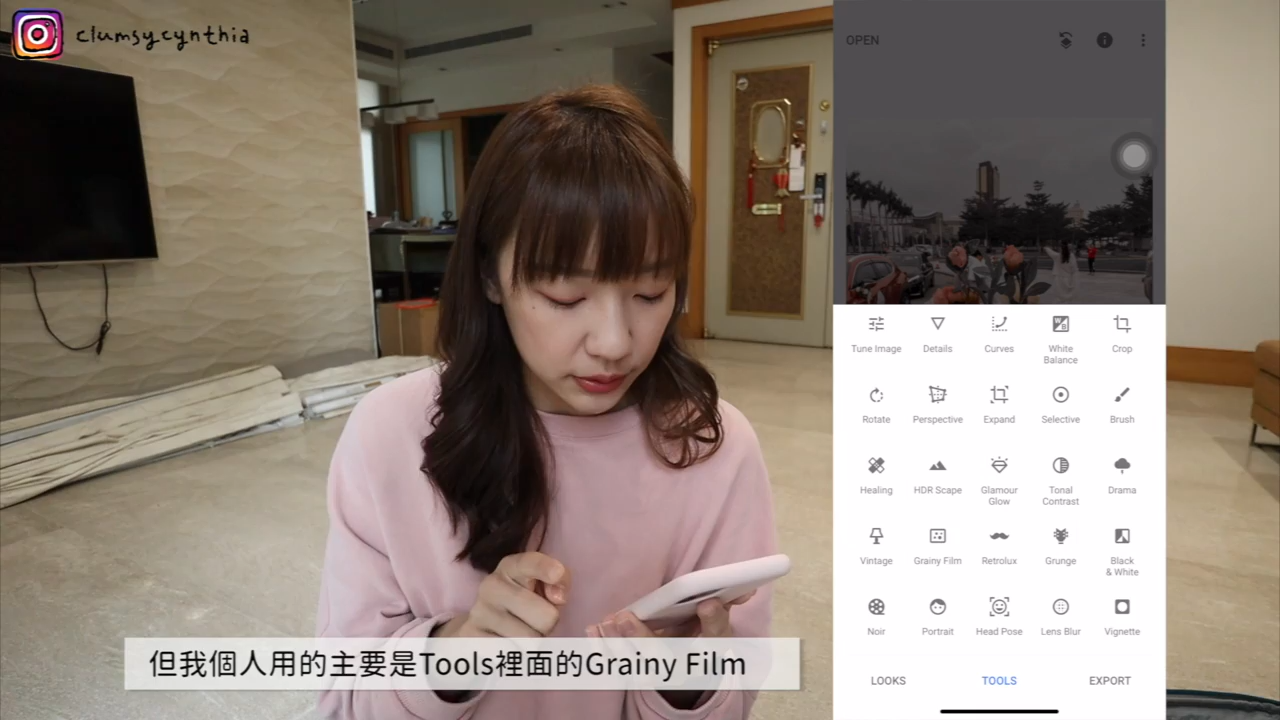 clumsycynthia
OPEN
Tune Image
Details
Curves
White
Balance
Crop
Rotate
Perspective
Expand
Selective
Brush
Healing
HDR Scape
Glamour
Glow
Tonal
Contrast
Drama
Vintage
Grainy Film
Retrolux
Grunge
Black
& White
Noir
Portrait
Head Pose
Lens Blur
Vignette
LOOKS
TOOLS
EXPORT
但我個人用的主要是Tools裡面的Grainy Film